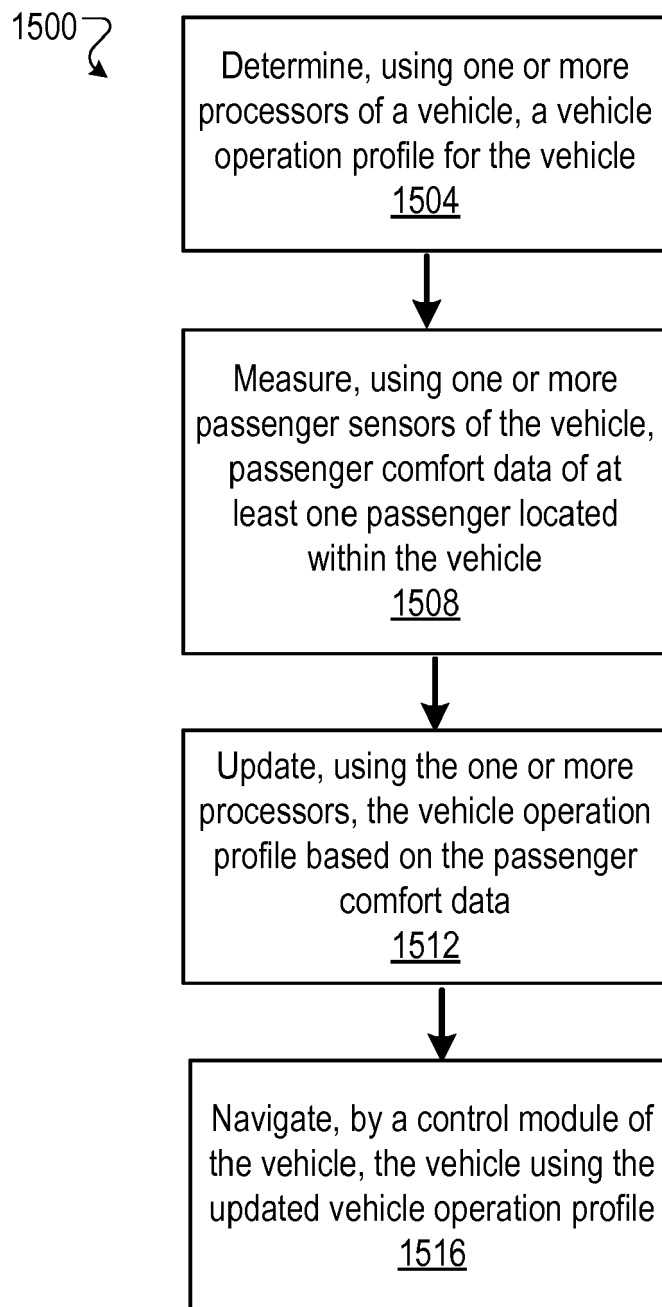 1500
Determine, using one or more
processors of a vehicle, a vehicle
operation profile for the vehicle
1504
Measure, using one or more
passenger sensors of the vehicle,
passenger comfort data of at
least one passenger located
within the vehicle
1508
Update, using the one or more
processors, the vehicle operation
profile based on the passenger
comfort data
1512
Navigate, by a control module of
the vehicle, the vehicle using the
updated vehicle operation profile
1516